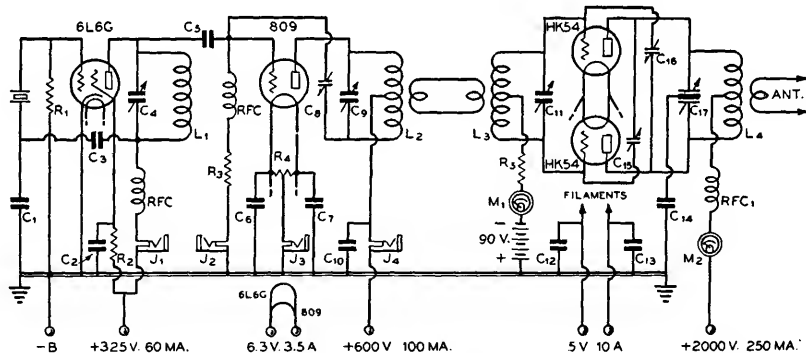 6L6G
C5
809
HK54
C16
R1
C4
L1
C3
RFC
C8
C9
L2
L3
C11
C17
L4
ANT.
C1
RFC
R3
R4
C6
C7
HK54
C15
R5
M1
FILAMENTS
C14
RFC1
C2
R2
J1
J2
J3
C10
J4
90 V.
C12
C13
M2
6L6G
809
-B
+325 V. 60 MA.
6.3 V. 3.5 A
+600 V 100 MA.
5 V 10 A
+2000 V. 250 MA.